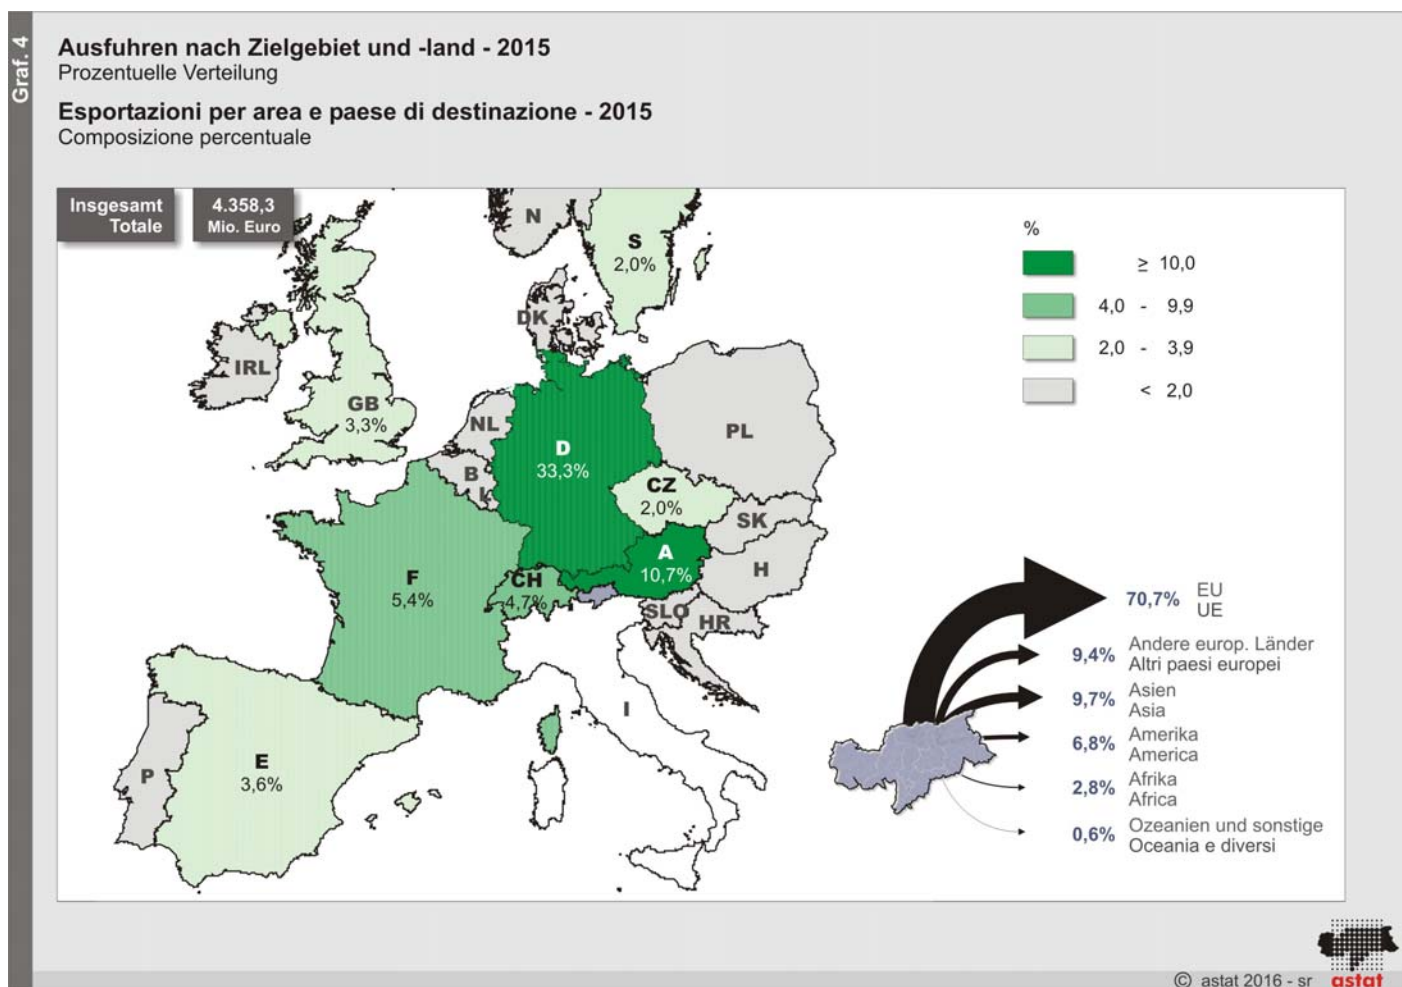 Graf. 4
Ausfuhren nach Zielgebiet und -land - 2015
Prozentuelle Verteilung
Esportazioni per area e paese di destinazione - 2015
Composizione percentuale
Insgesamt
Totale
4.358,3
Mio. Euro
N
S
2,0%
DK
IRL
GB
3,3%
NL
B
L
D
33,3%
PL
CZ
2,0%
SK
A
10,7%
H
F
5,4%
CH
4,7%
SLO
HR
I
P
E
3,6%
%
≥ 10,0
4,0 - 9,9
2,0 - 3,9
< 2,0
70,7%
EU
UE
9,4%
Andere europ. Länder
Altri paesi europei
9,7%
Asien
Asia
6,8%
Amerika
America
2,8%
Afrika
Africa
0,6%
Ozeanien und sonstige
Oceania e diversi
© astat 2016 - sr
astat